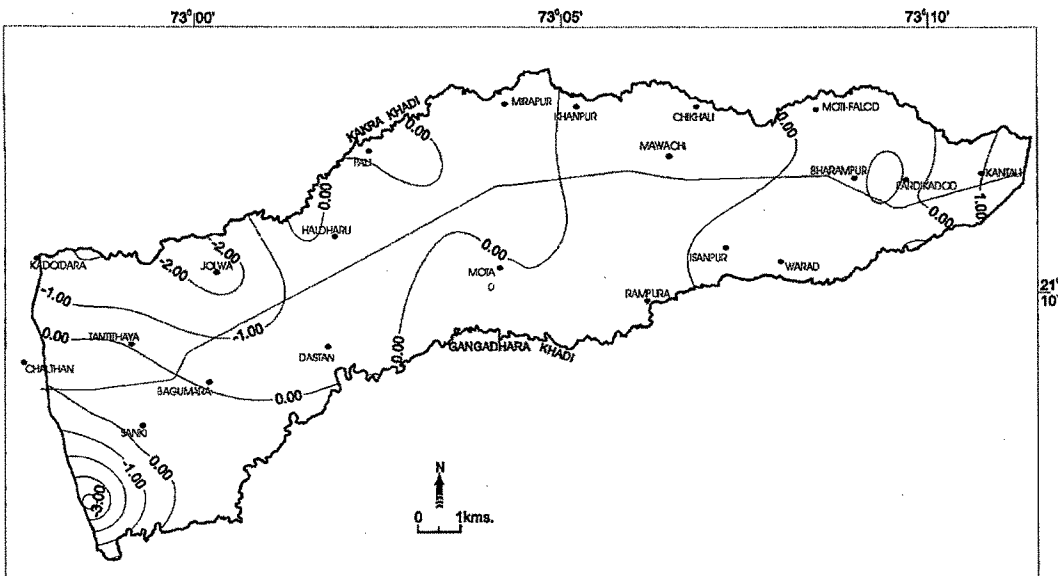 73°00'
73°05'
73°10'
KAKRA KHADI
0.00
MIRAPUR
KHANPUR
CHIKHALI
0.00
MOTI-FALOD
PALI
MAWACHI
BHARAMPUR
KANTALI
0.00
1.00
0.00
HALDHARU
-2.00
KADODARA
JOLWA
-2.00
0.00
MOTA
ISANPUR
WARAD
21°
10'
-1.00
RAMPURA
0.00
TANTITHAYA
-1.00
0.00
GANGADHARA KHADI
CHALTHAN
DASTAN
BAGUMARA
0.00
SANKI
0.00
-1.00
-3.00
N
0 1kms.